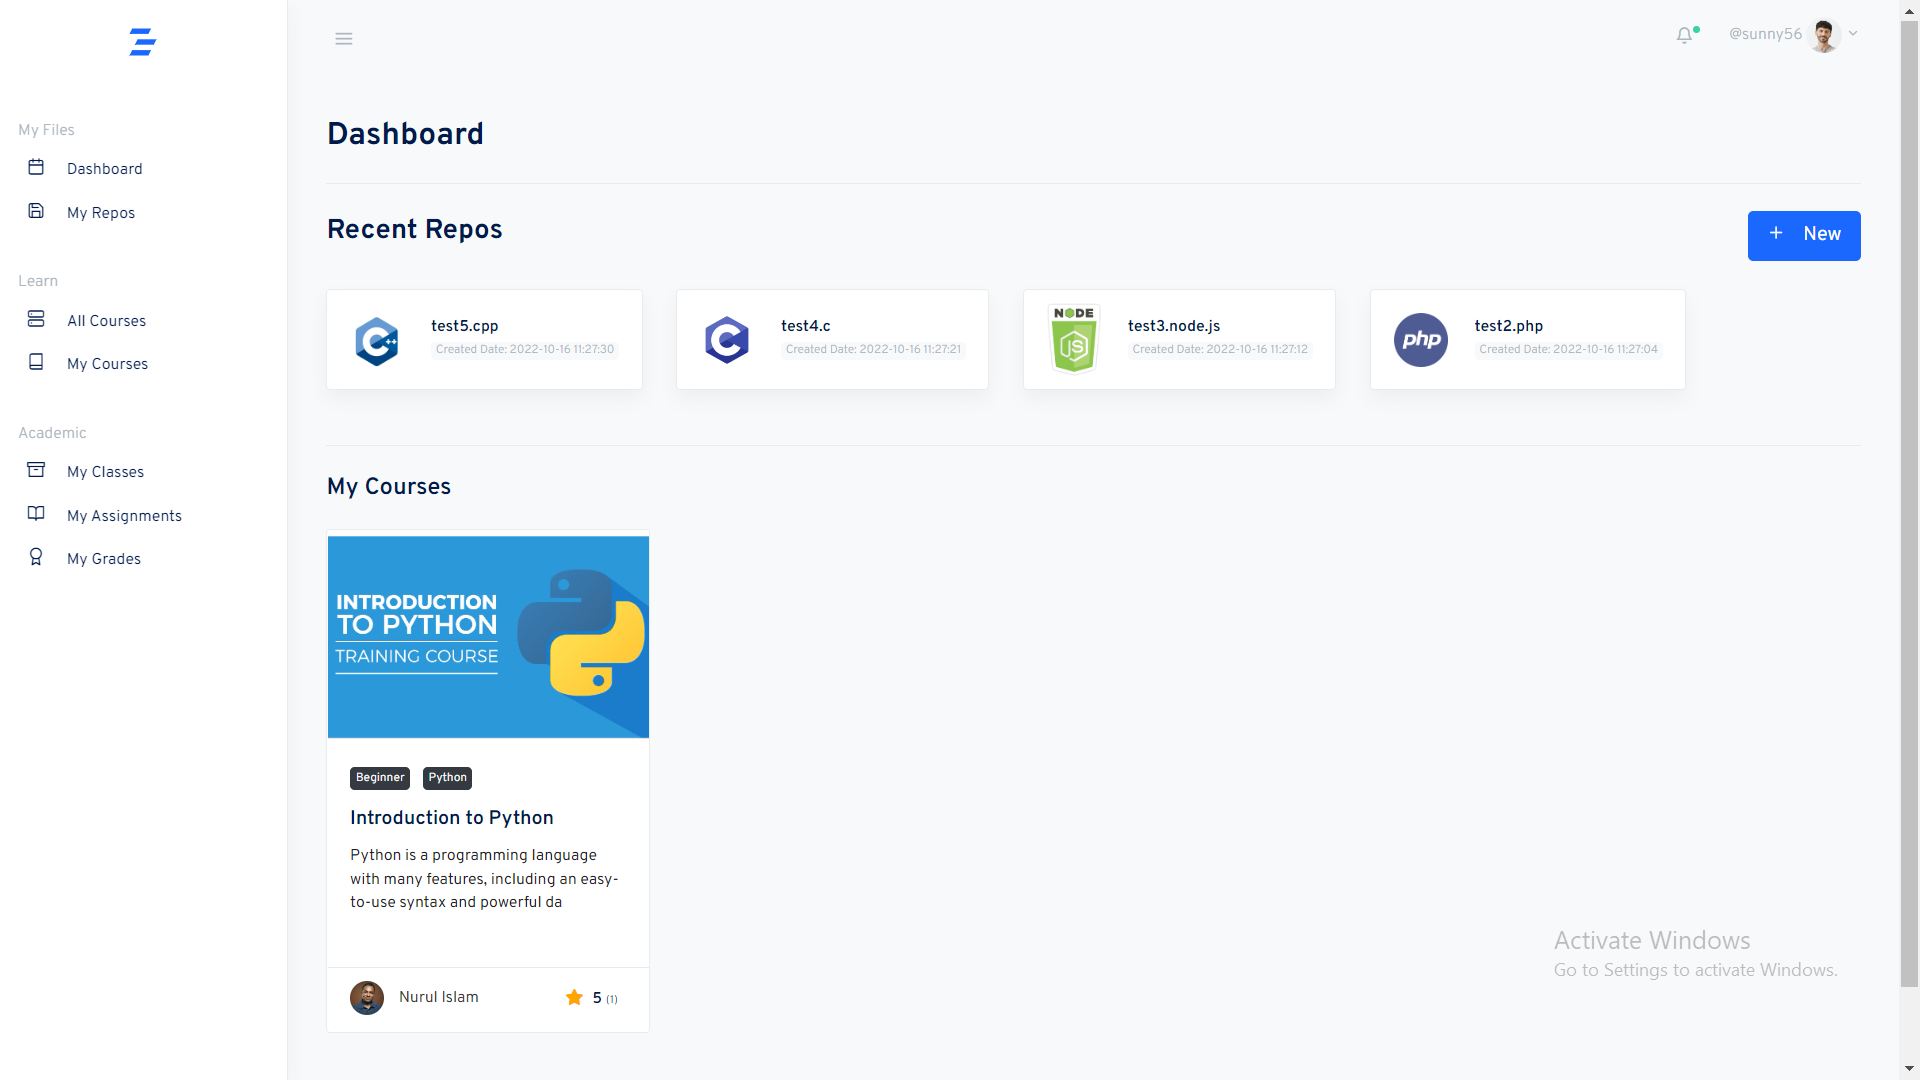 @sunny56
My Files
Dashboard
My Repos
Learn
All Courses
My Courses
Academic
My Classes
My Assignments
My Grades
Dashboard
Recent Repos
+ New
test5.cpp
Created Date: 2022-10-16 11:27:30
test4.c
Created Date: 2022-10-16 11:27:21
NODE
JS
test3.node.js
Created Date: 2022-10-16 11:27:12
php
test2.php
Created Date: 2022-10-16 11:27:04
C++
C
My Courses
INTRODUCTION
TO PYTHON
TRAINING COURSE
Beginner Python
Introduction to Python
Python is a programming language
with many features, including an easy-
to-use syntax and powerful da
Nurul Islam
5 (1)
Activate Windows
Go to Settings to activate Windows.